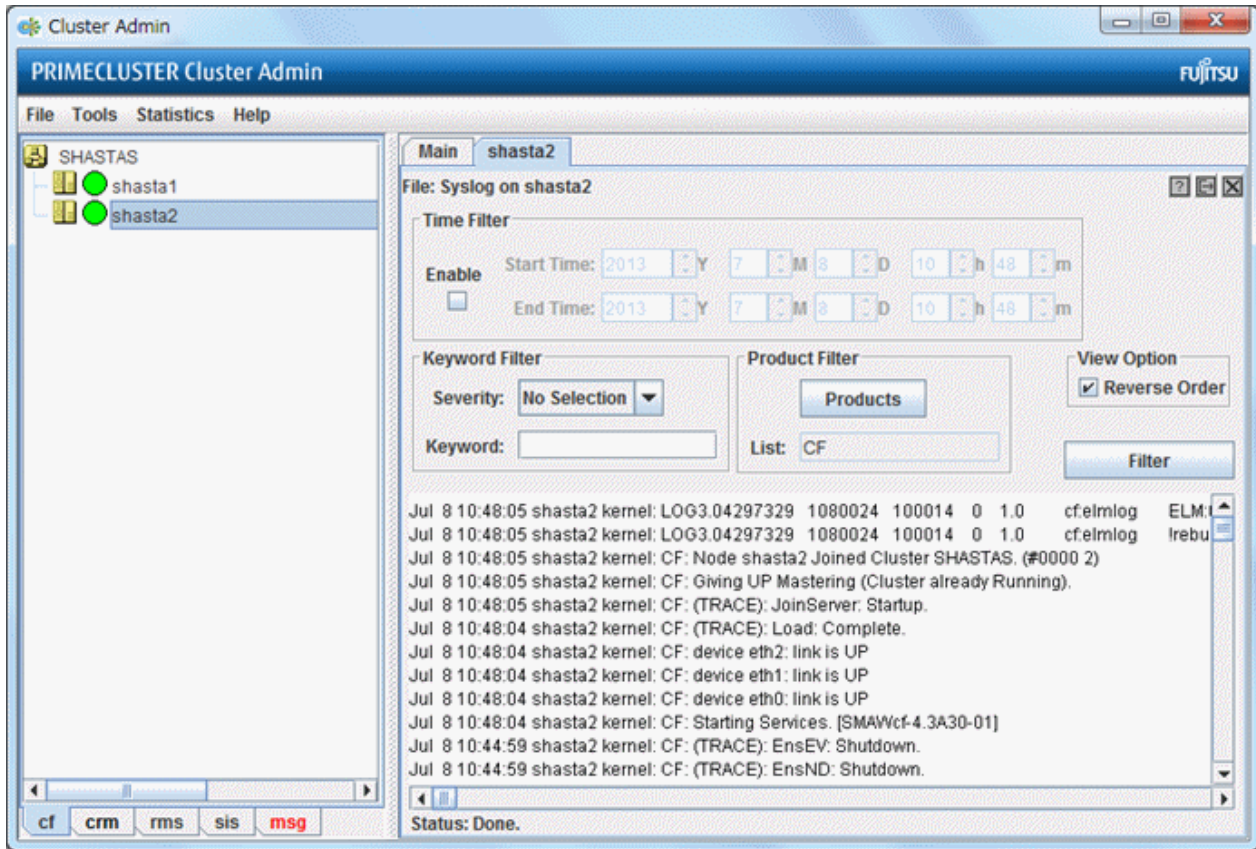 Cluster Admin
PRIMECLUSTER Cluster Admin
FUJITSU
File Tools Statistics Help
SHASTAS
shasta1
shasta2
Main shasta2
File: Syslog on shasta2
Time Filter
Enable
Start Time: 2013 Y 7 M 8 D 10 h 48 m
End Time: 2013 Y 7 M 8 D 10 h 48 m
Keyword Filter
Severity: No Selection
Keyword:
Product Filter
Products
List: CF
View Option
Reverse Order
Filter
Jul 8 10:48:05 shasta2 kernel: LOG3.04297329 1080024 100014 0 1.0 cf:elmlog ELM:
Jul 8 10:48:05 shasta2 kernel: LOG3.04297329 1080024 100014 0 1.0 cf:elmlog !rebu
Jul 8 10:48:05 shasta2 kernel: CF: Node shasta2 Joined Cluster SHASTAS. (#0000 2)
Jul 8 10:48:05 shasta2 kernel: CF: Giving UP Mastering (Cluster already Running).
Jul 8 10:48:05 shasta2 kernel: CF: (TRACE): JoinServer: Startup.
Jul 8 10:48:04 shasta2 kernel: CF: (TRACE): Load: Complete.
Jul 8 10:48:04 shasta2 kernel: CF: device eth2: link is UP
Jul 8 10:48:04 shasta2 kernel: CF: device eth1: link is UP
Jul 8 10:48:04 shasta2 kernel: CF: device eth0: link is UP
Jul 8 10:48:04 shasta2 kernel: CF: Starting Services. [SMAWcf-4.3A30-01]
Jul 8 10:44:59 shasta2 kernel: CF: (TRACE): EnsEV: Shutdown.
Jul 8 10:44:59 shasta2 kernel: CF: (TRACE): EnsND: Shutdown.
cf crm rms sis msg
Status: Done.